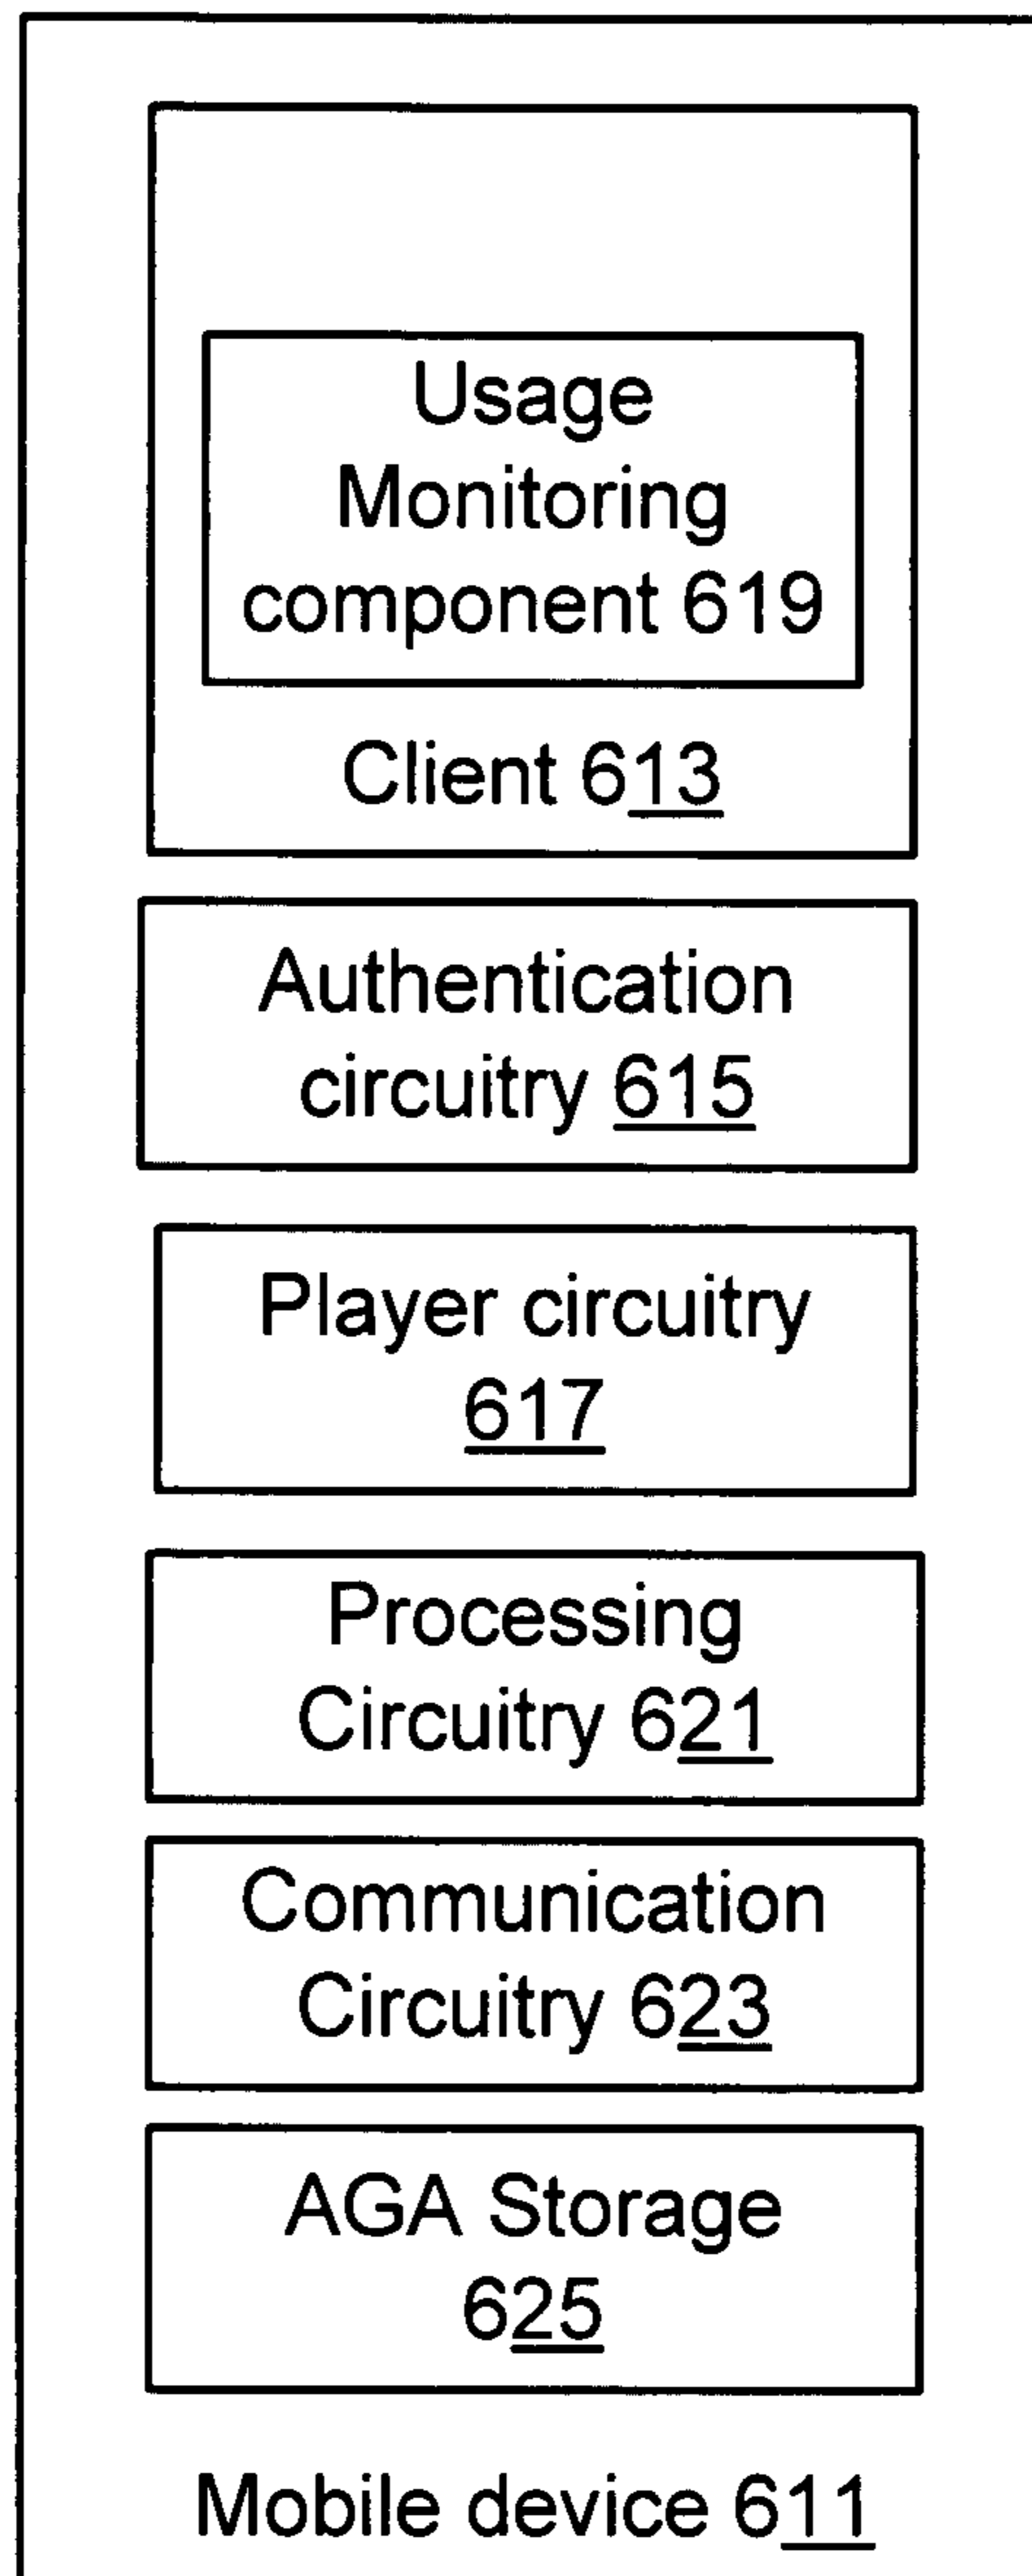 Usage
Monitoring
component 619
Client 613
Authentication
circuitry 615
Player circuitry
617
Processing
Circuitry 621
Communication
Circuitry 623
AGA Storage
625
Mobile device 611